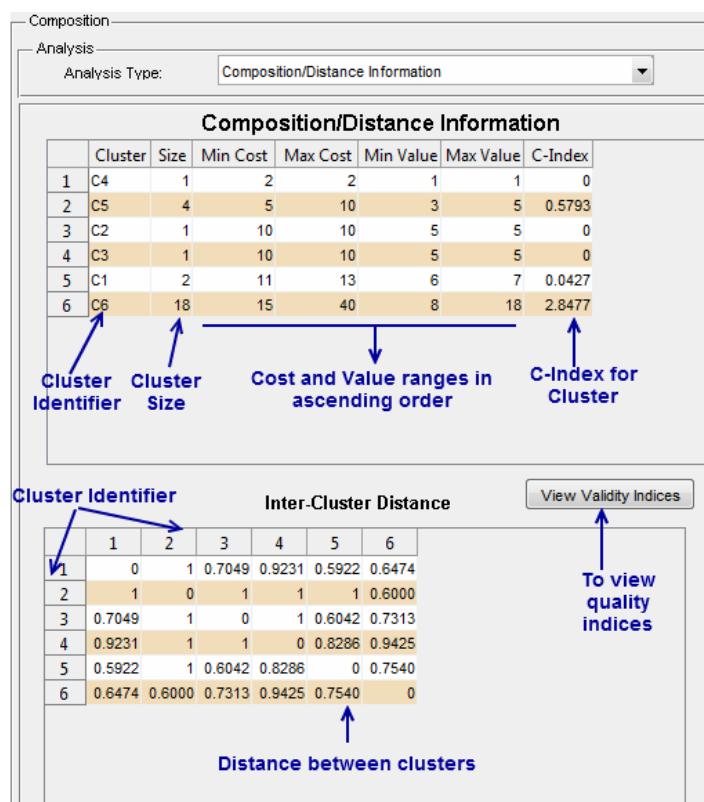 Composition
Analysis
Analysis Type: Composition/Distance Information
Composition/Distance Information
Cluster Size Min Cost Max Cost Min Value Max Value C-Index
1 C4 1 2 2 1 1 0
2 C5 4 5 10 3 5 0.5793
3 C2 1 10 10 5 5 0
4 C3 1 10 10 5 5 0
5 C1 2 11 13 6 7 0.0427
6 C6 18 15 40 8 18 2.8477
Cluster Identifier
Cluster Size
Cost and Value ranges in ascending order
C-Index for Cluster
Cluster Identifier
Inter-Cluster Distance
View Validity Indices
1 2 3 4 5 6
1 0 1 0.7049 0.9231 0.5922 0.6474
2 1 0 1 1 1 0.6000
3 0.7049 1 0 1 0.6042 0.7313
4 0.9231 1 1 0 0.8286 0.9425
5 0.5922 1 0.6042 0.8286 0 0.7540
6 0.6474 0.6000 0.7313 0.9425 0.7540 0
To view quality indices
Distance between clusters